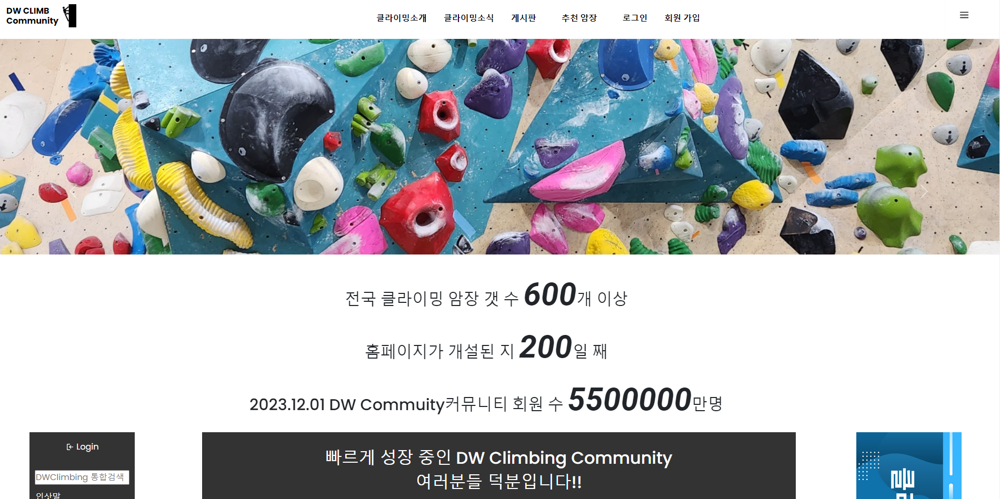 DW CLIMB
Community
클라이밍소개 클라이밍소식 게시판 추천 암장 로그인 회원 가입
전국 클라이밍 암장 갯 수 600개 이상
홈페이지가 개설된 지 200일 째
2023.12.01 DW Commuity커뮤니티 회원 수 5500000만명
Login
DWClimbing 통합검색
인삿말
빠르게 성장 중인 DW Climbing Community
여러분들 덕분입니다!!